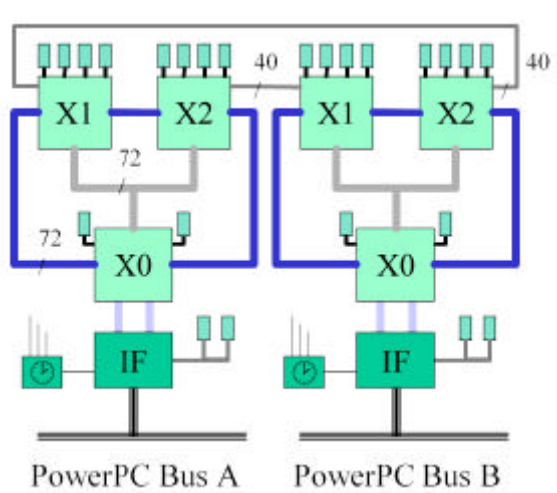 X1 X2 40 X1 X2 40
72
72
X0 X0
IF IF
PowerPC Bus A PowerPC Bus B